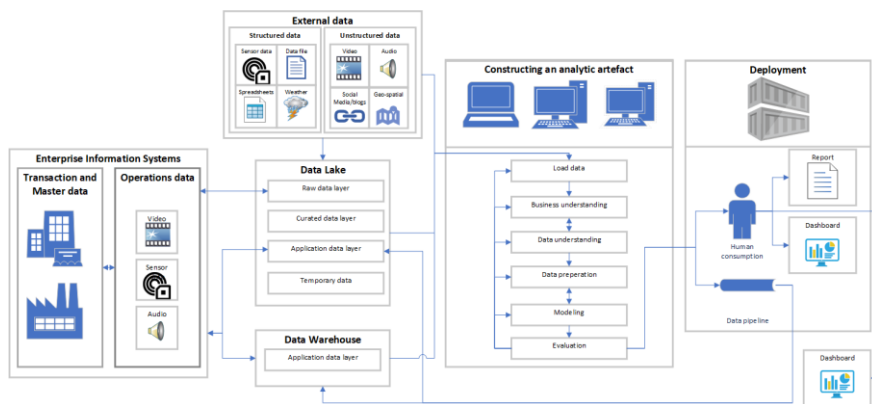 External data
Structured data
Unstructured data
Sensor data
Data file
Video
Audio
Spreadsheets
Weather
Social
Media/blogs
Geo-spatial
Constructing an analytic artefact
Deployment
Enterprise Information Systems
Transaction and
Master data
Operations data
Video
Sensor
Audio
Data Lake
Raw data layer
Curated data layer
Application data layer
Temporary data
Data Warehouse
Application data layer
Load data
Business understanding
Data understanding
Data preperation
Modeling
Evaluation
Report
Human
consumption
Dashboard
Data pipeline
Dashboard